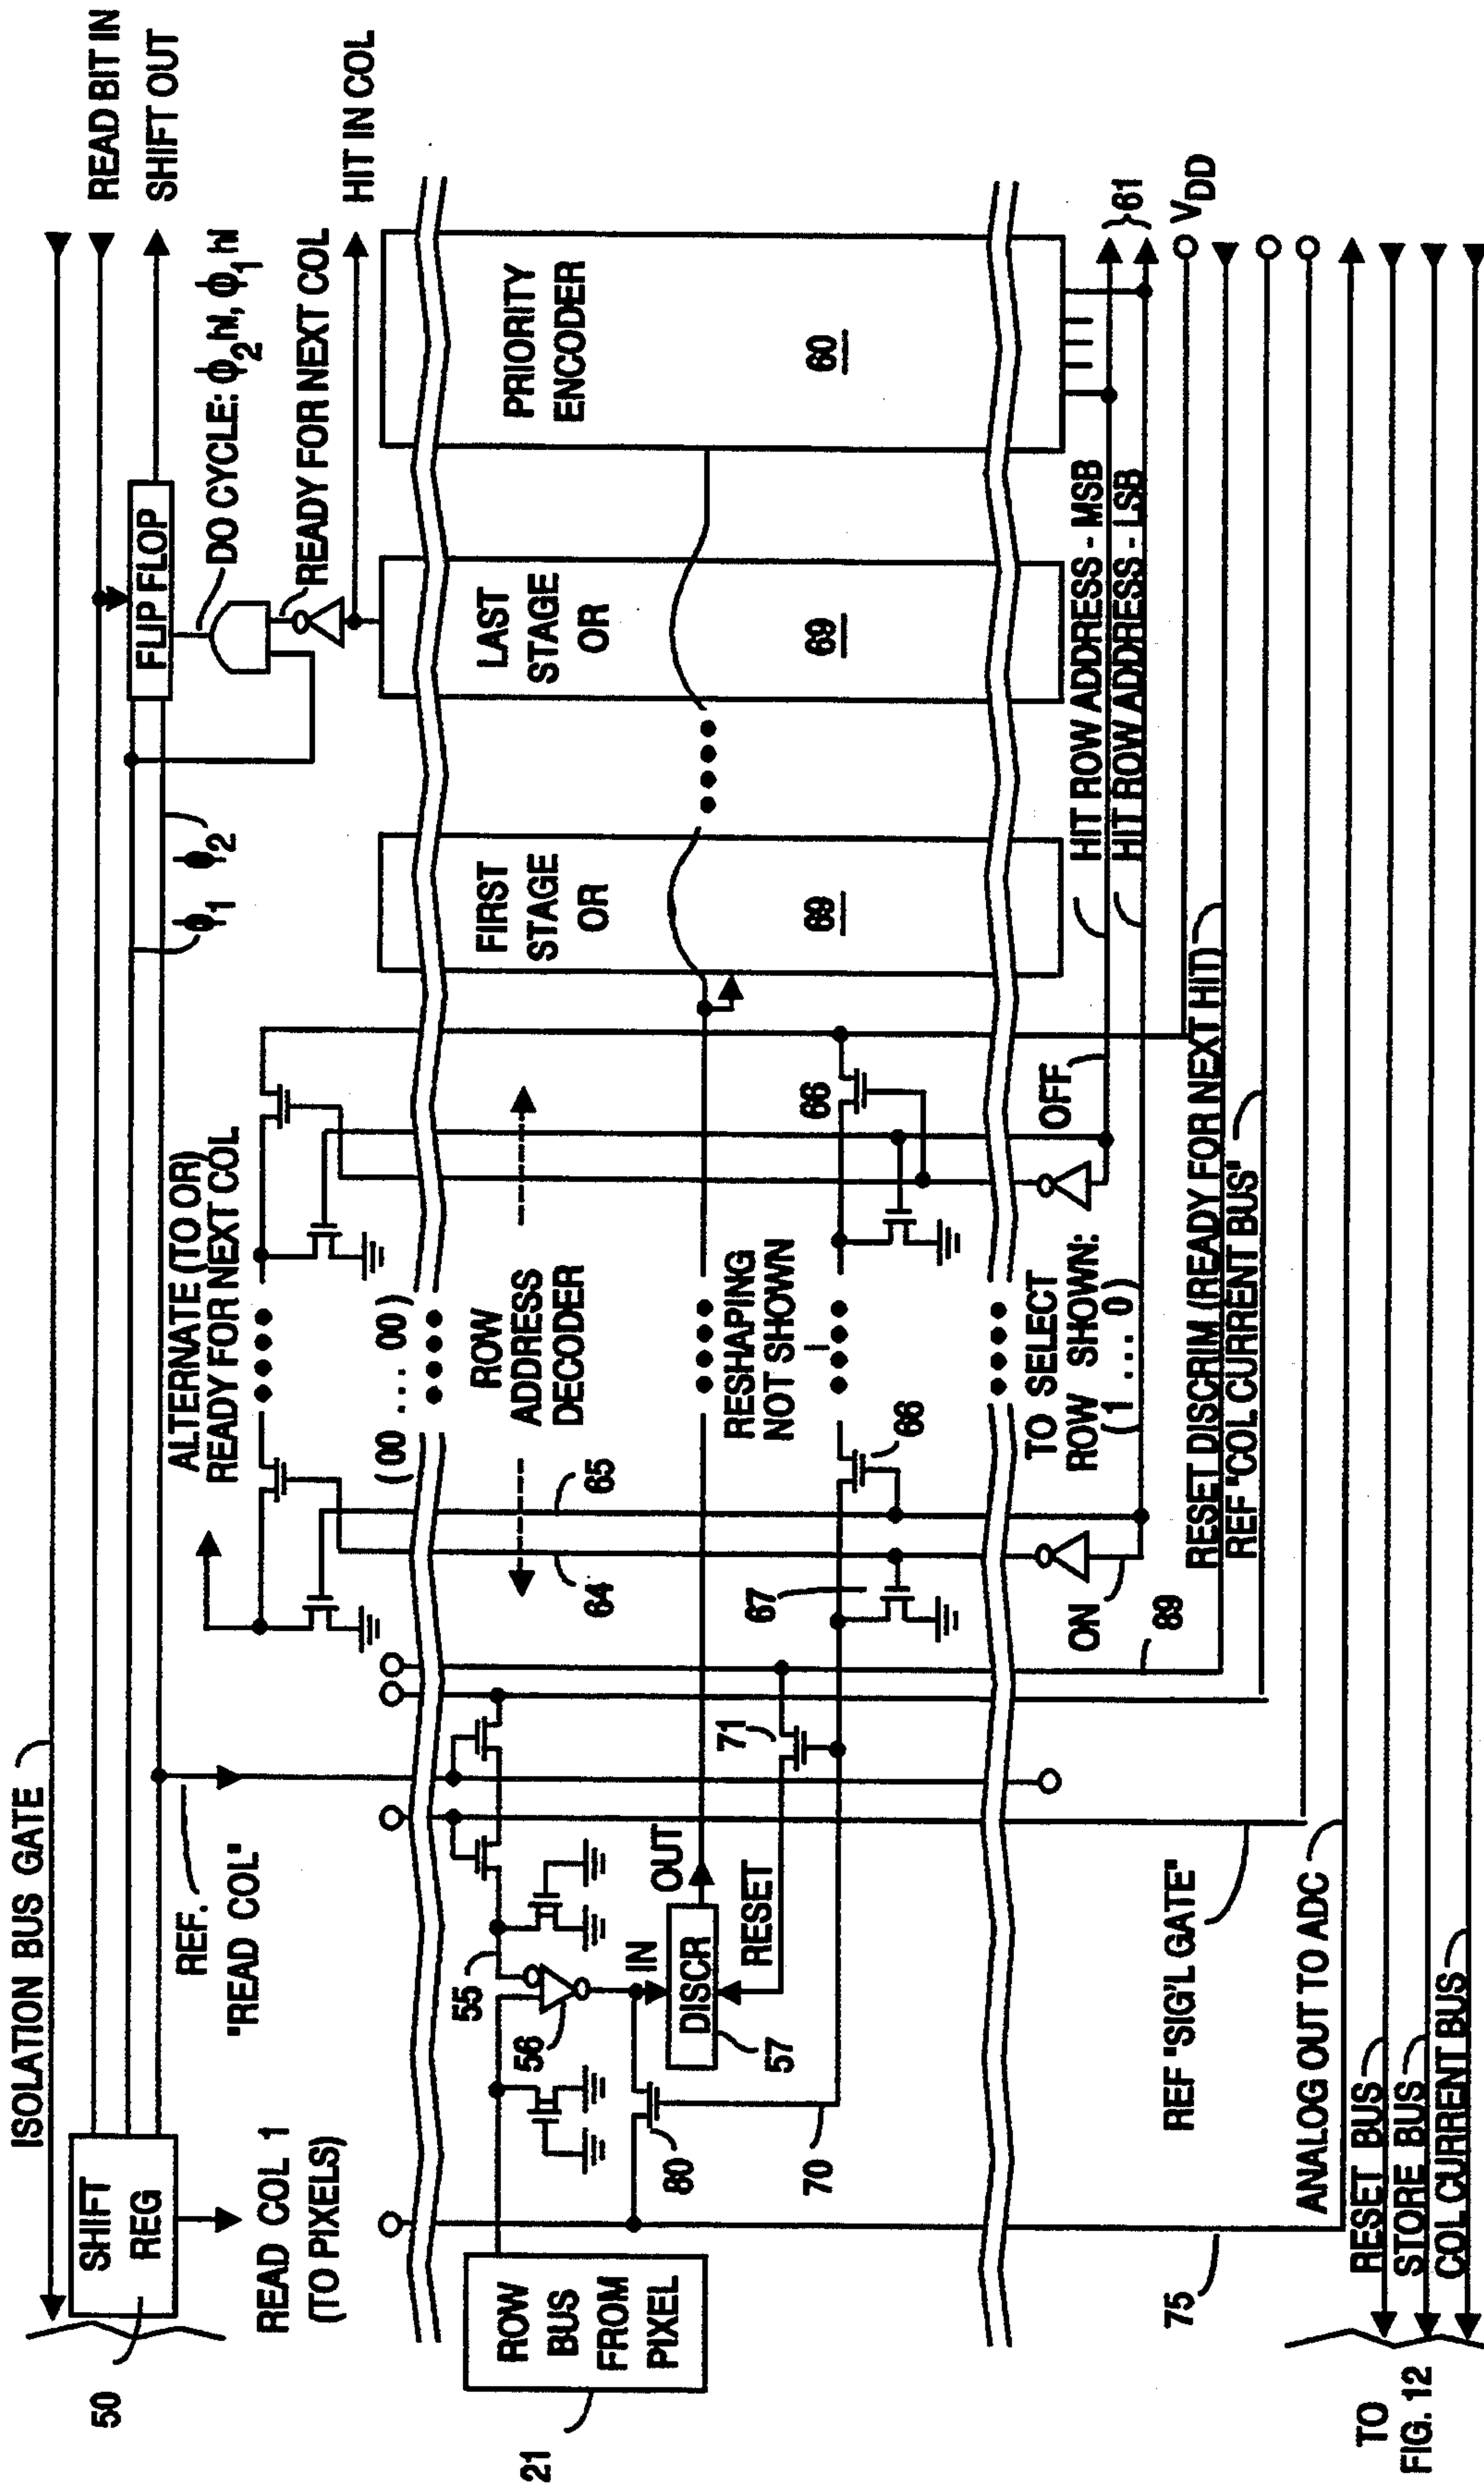 ISOLATION BUS GATE
50
SHIFT
REG
READ COL 1
(TO PIXELS)
REF.
"READ COL"
ϕ1
ϕ2
FLIP FLOP
READ BIT IN
SHIFT OUT
DO CYCLE: ϕ2 hi, ϕ1 hi
READY FOR NEXT COL
HIT IN COL
ALTERNATE (TO OR)
READY FOR NEXT COL
(00 ... 00)
21
ROW
BUS
FROM
PIXEL
55
56
IN
DISCR
57
OUT
RESET
80
70
71
64
65
ROW
ADDRESS
DECODER
RESHAPING
NOT SHOWN
67
66
66
FIRST
STAGE
OR
69
LAST
STAGE
OR
69
PRIORITY
ENCODER
60
ON
89
TO SELECT
ROW SHOWN:
(1 ... 0)
OFF
HIT ROW ADDRESS - MSB
HIT ROW ADDRESS - LSB
61
VDD
RESET DISCRIM (READY FOR NEXT HIT)
REF "COL CURRENT BUS"
REF "SIG'L GATE"
75
ANALOG OUT TO ADC
RESET BUS
STORE BUS
COL CURRENT BUS
TO
FIG. 12